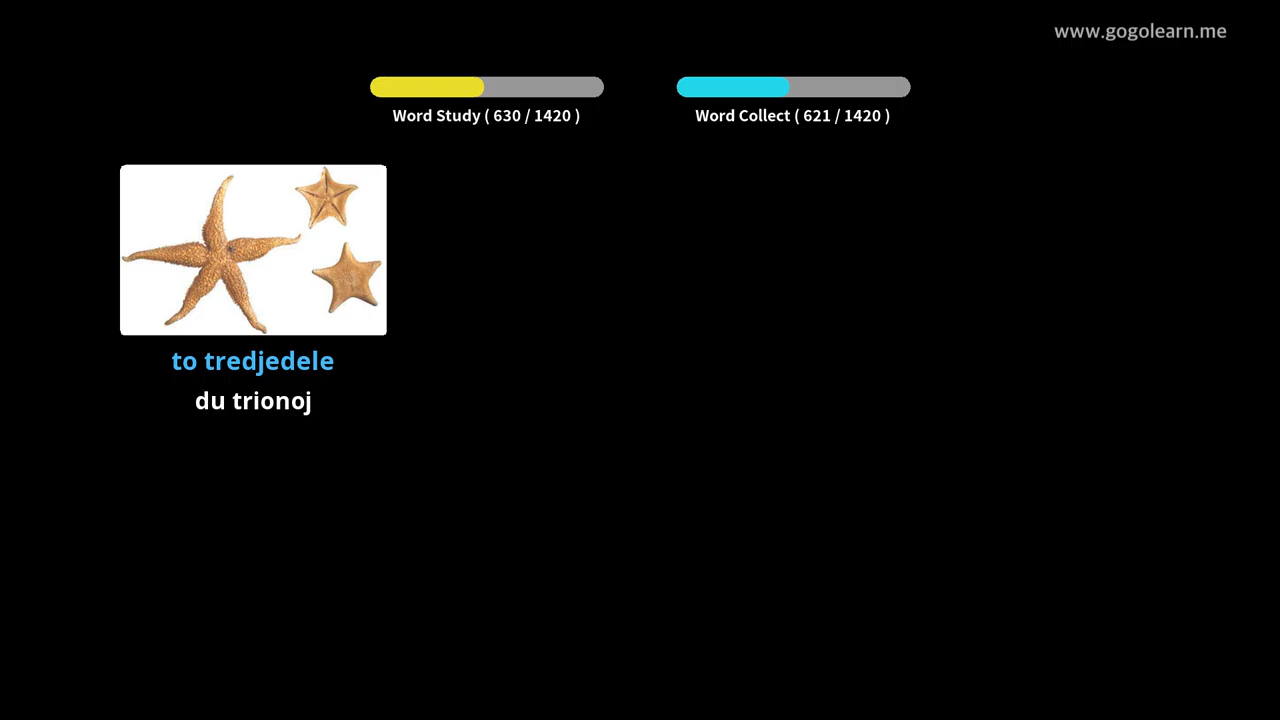 www.gogolearn.me
Word Study ( 630 / 1420 )
Word Collect ( 621 / 1420 )
to tredjedele
du trionoj